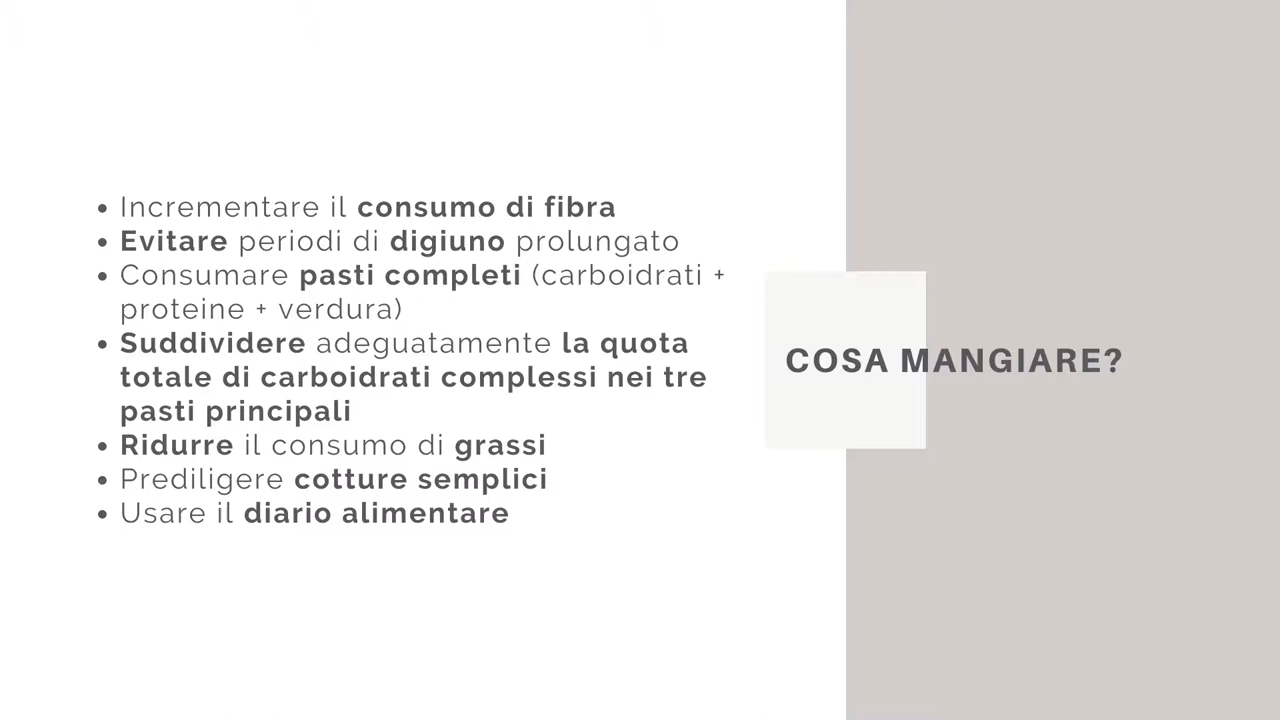 • Incrementare il consumo di fibra
• Evitare periodi di digiuno prolungato
• Consumare pasti completi (carboidrati +
proteine + verdura)
• Suddividere adeguatamente la quota
totale di carboidrati complessi nei tre
pasti principali
• Ridurre il consumo di grassi
• Prediligere cotture semplici
• Usare il diario alimentare
COSA MANGIARE?